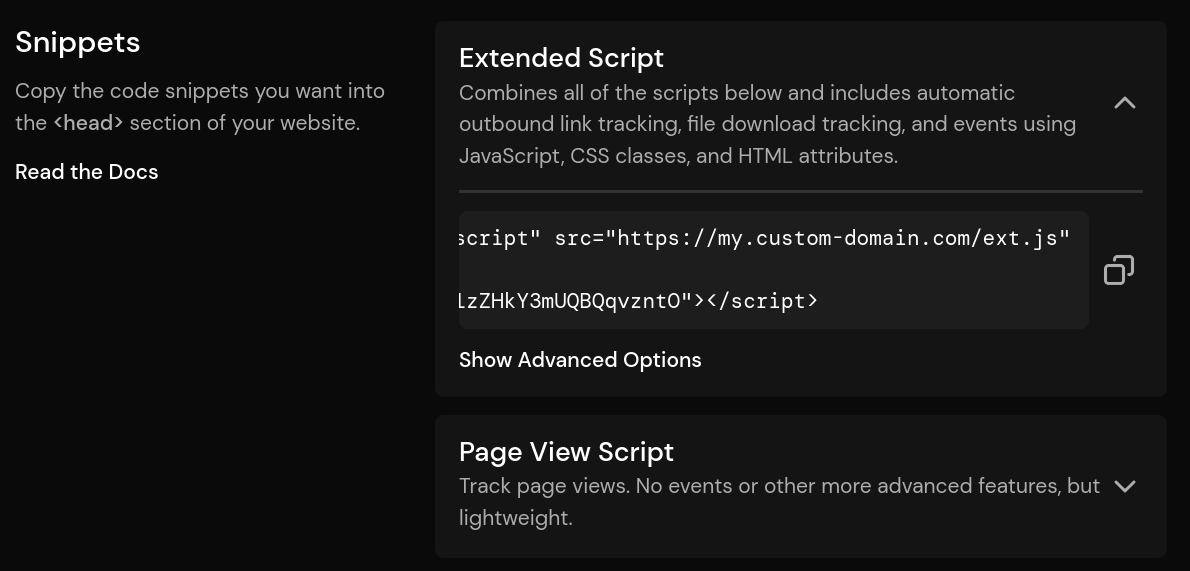 Snippets
Copy the code snippets you want into
the <head> section of your website.
Read the Docs
Extended Script
Combines all of the scripts below and includes automatic
outbound link tracking, file download tracking, and events using
JavaScript, CSS classes, and HTML attributes.
script" src="https://my.custom-domain.com/ext.js"
lzZHkY3mUQBQqvzntO"></script>
Show Advanced Options
Page View Script
Track page views. No events or other more advanced features, but
lightweight.